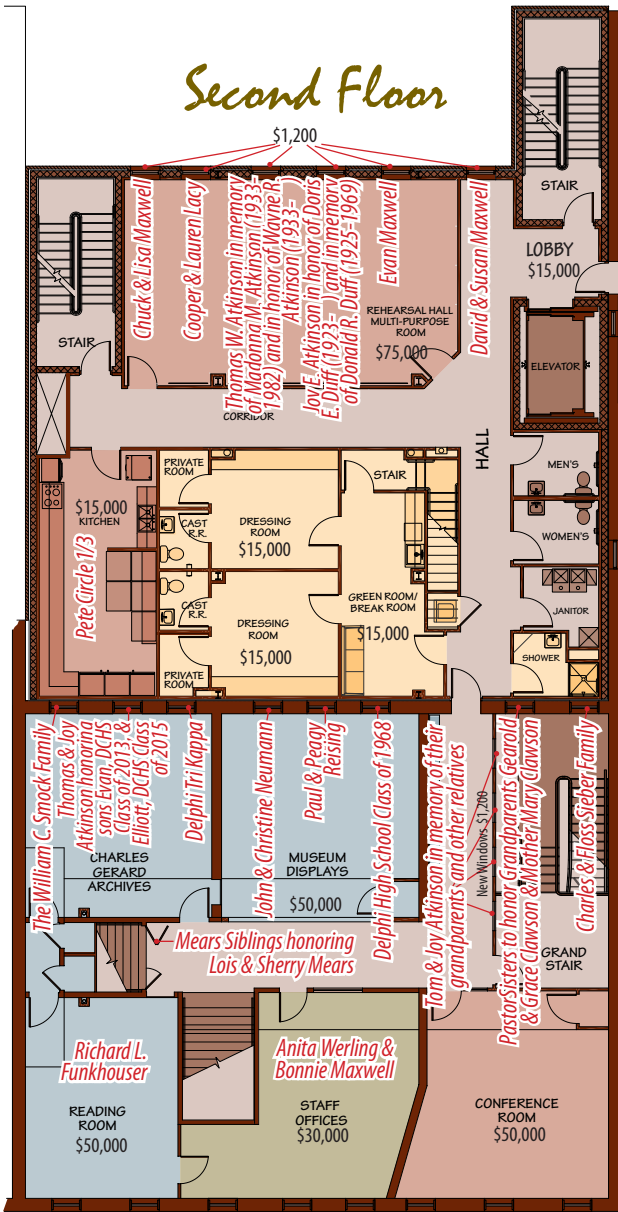 Second Floor
$1,200
STAIR
LOBBY
$15,000
ELEVATOR
STAIR
Chuck & Lisa Maxwell
Cooper & Lauren Lacy
Thomas W. Atkinson in memory
of Madonna M. Atkinson (1933-
1982) and in honor of Wayne R.
Atkinson (1933-    )
Joy E. Atkinson in honor of Doris
E. Duff (1923-    ) and in memory
of Donald R. Duff (1925-1969)
Evan Maxwell
David & Susan Maxwell
REHEARSAL HALL
MULTI-PURPOSE
ROOM
$75,000
CORRIDOR
HALL
MEN'S
WOMEN'S
JANITOR
SHOWER
$15,000
KITCHEN
Pete Circle 1/3
PRIVATE
ROOM
CAST
R.R.
DRESSING
ROOM
$15,000
STAIR
CAST
R.R.
DRESSING
ROOM
$15,000
PRIVATE
ROOM
GREEN ROOM/
BREAK ROOM
$15,000
The William C. Smock Family
Thomas & Joy
Atkinson honoring
sons Evan, DCHS
Class of 2013, &
Elliott, DCHS Class
of 2015
Delphi Tri Kappa
CHARLES
GERARD
ARCHIVES
John & Christine Neumann
Paul & Peggy
Reising
Delphi High School Class of 1968
MUSEUM
DISPLAYS
$50,000
Tom & Joy Atkinson in memory of their
grandparents and other relatives
New Windows $1,200
Pastor Sisters to honor Grandparents Gearold
& Grace Clawson & Mother Mary Clawson
Charles & Floss Siegle Family
GRAND
STAIR
Mears Siblings honoring
Lois & Sherry Mears
Richard L.
Funkhouser
READING
ROOM
$50,000
Anita Werling &
Bonnie Maxwell
STAFF
OFFICES
$30,000
CONFERENCE
ROOM
$50,000